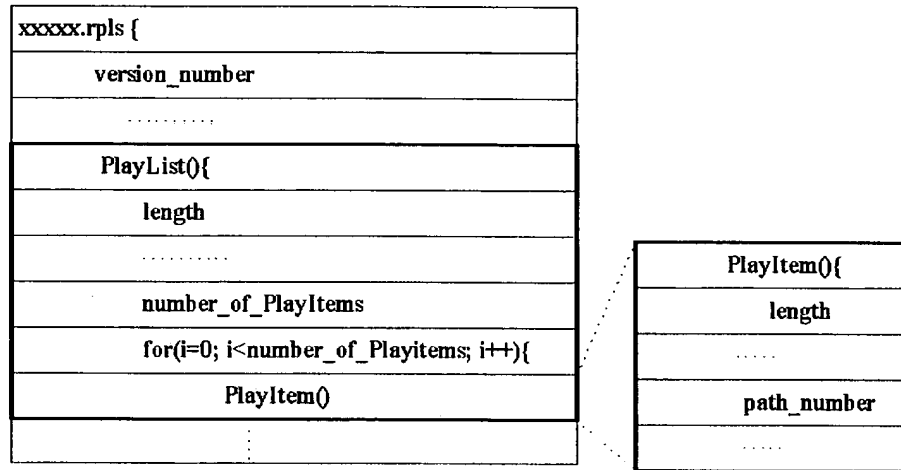 xxxxx.rpls {
version_number
..........
PlayList(){
length
..........
number_of_PlayItems
for(i=0; i<number_of_Playitems; i++){
PlayItem()
PlayItem(){
length
.....
path_number
.....